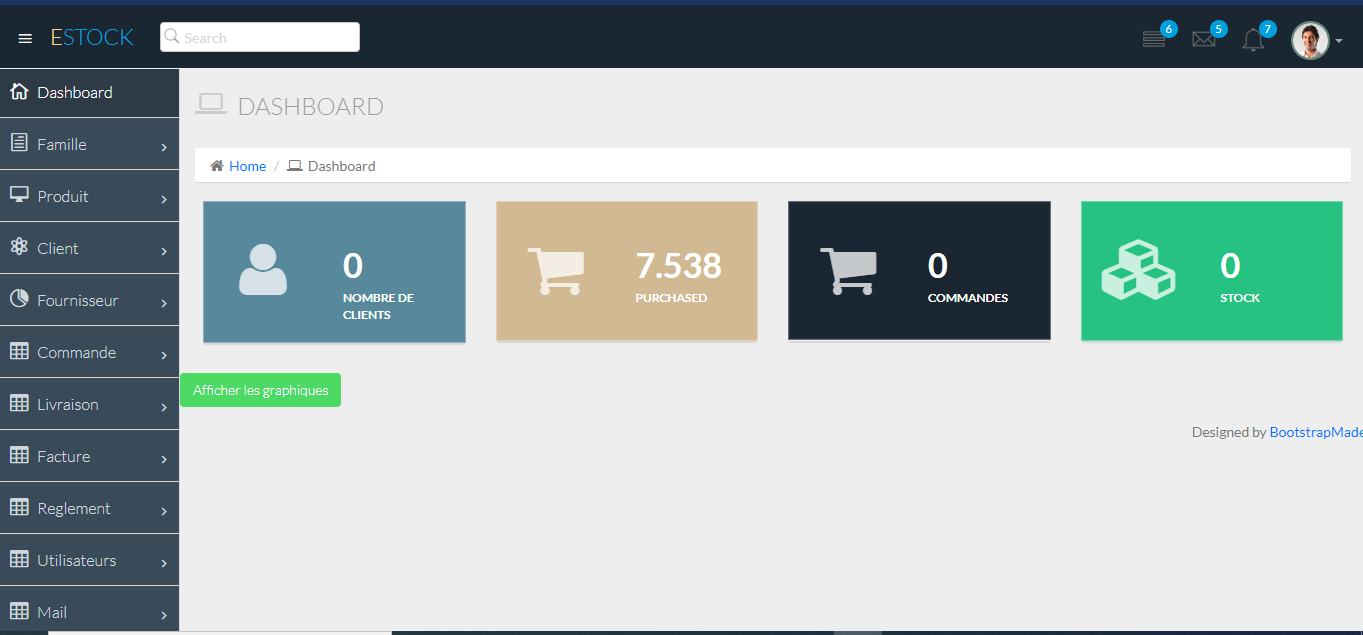 ESTOCK
Search
6
5
7
Dashboard
Famille
Produit
Client
Fournisseur
Commande
Livraison
Facture
Reglement
Utilisateurs
Mail
DASHBOARD
Home / Dashboard
0
NOMBRE DE
CLIENTS
7.538
PURCHASED
0
COMMANDES
0
STOCK
Afficher les graphiques
Designed by BootstrapMade